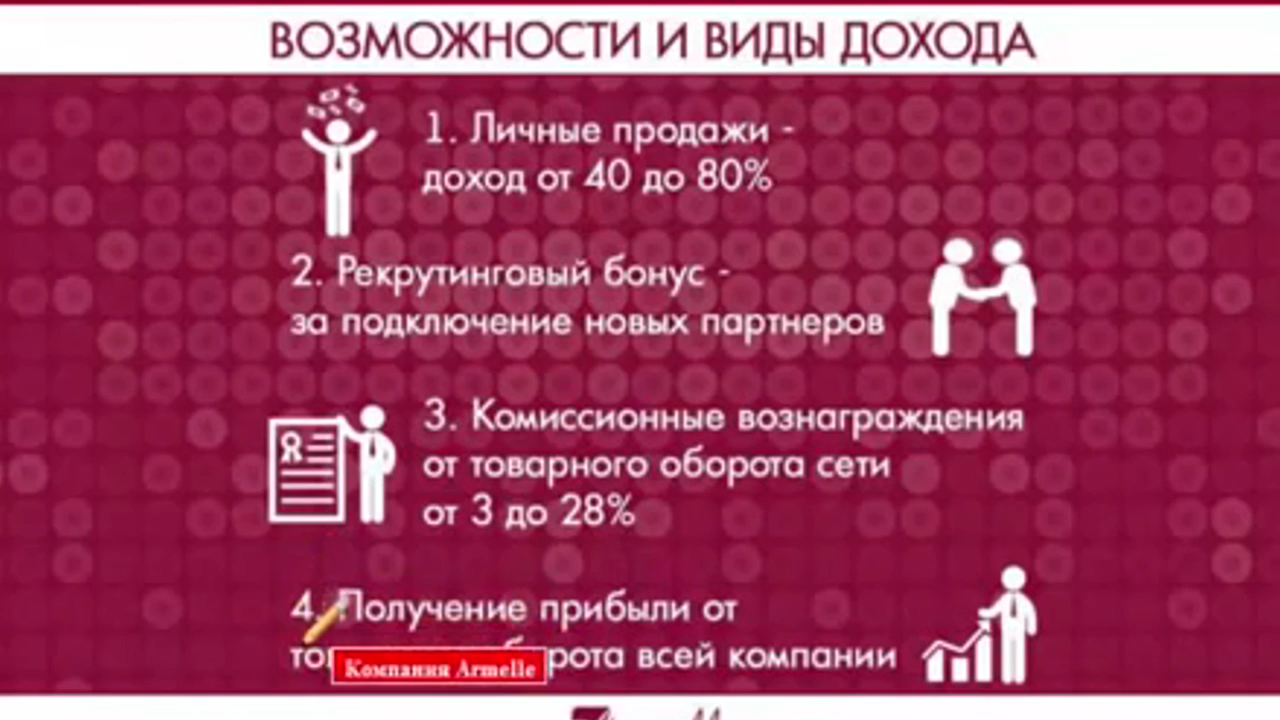 ВОЗМОЖНОСТИ И ВИДЫ ДОХОДА
1. Личные продажи -
доход от 40 до 80%
2. Рекрутинговый бонус -
за подключение новых партнеров
3. Комиссионные вознаграждения
от товарного оборота сети
от 3 до 28%
4. Получение прибыли от
всей компании
Компания Armelle